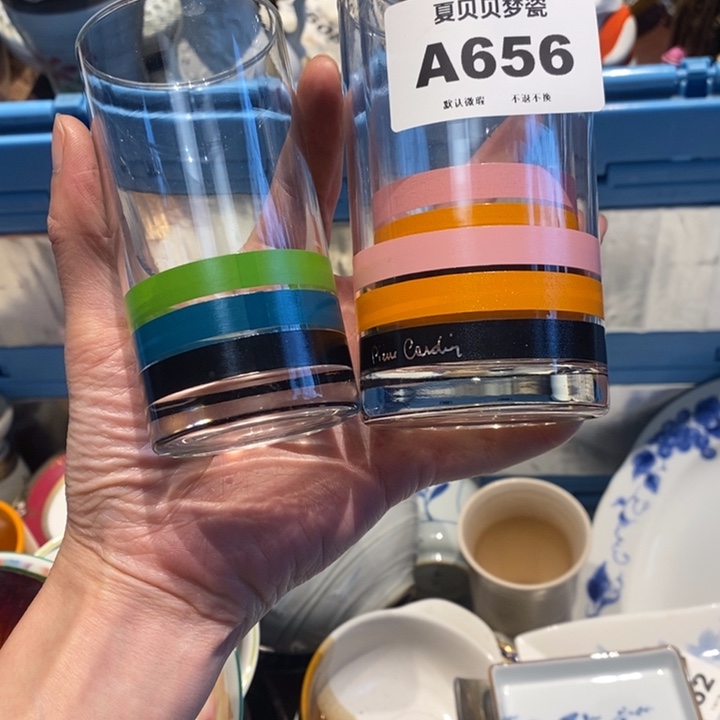 夏贝贝梦瓷
A656
默认微瑕 不退不换
Pierre Cardin